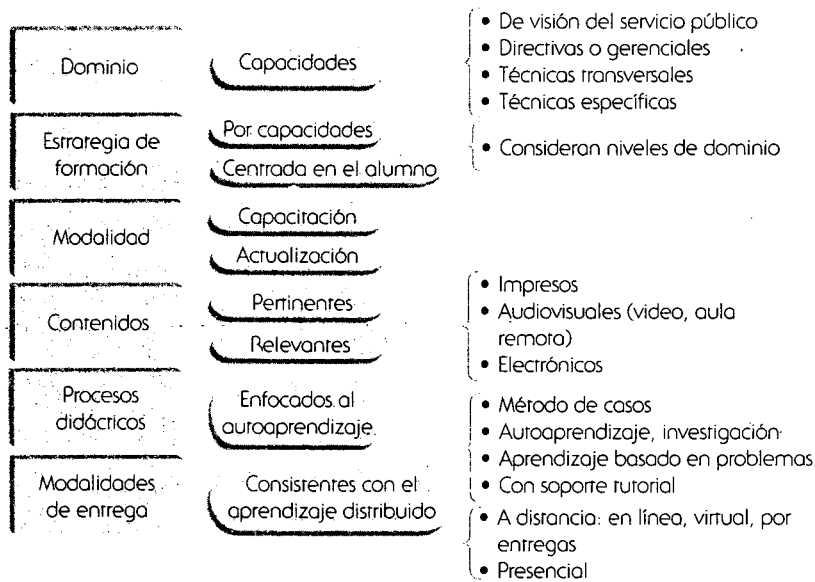 Dominio
Capacidades
• De visión del servicio público
• Directivas o gerenciales
• Técnicas transversales
• Técnicas específicas
Estrategia de
formación
Por capacidades
Centrada en el alumno
• Consideran niveles de dominio
Modalidad
Capacitación
Actualización
Contenidos
Pertinentes
Relevantes
• Impresos
• Audiovisuales (video, aula
remota)
• Electrónicos
Procesos
didácticos
Enfocados al
autoaprendizaje
• Método de casos
• Autoaprendizaje, investigación
• Aprendizaje basado en problemas
• Con soporte tutorial
Modalidades
de entrega
Consistentes con el
aprendizaje distribuido
• A distancia: en línea, virtual, por
entregas
• Presencial